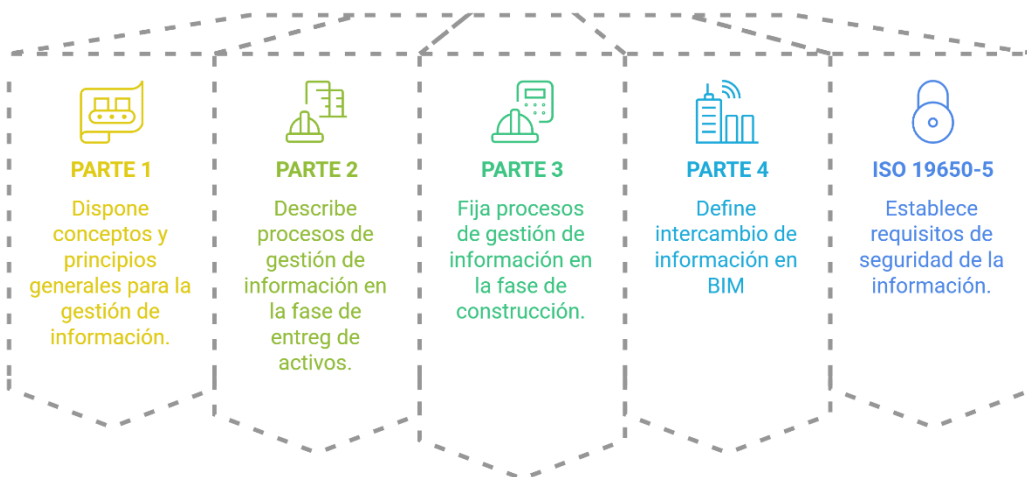 PARTE 1
Dispone
conceptos y
principios
generales para la
gestión de
información.
PARTE 2
Describe
procesos de
gestión de
información en
la fase de
entreg de
activos.
PARTE 3
Fija procesos
de gestión de
información en
la fase de
construcción.
PARTE 4
Define
intercambio de
información en
BIM
ISO 19650-5
Establece
requisitos de
seguridad de la
información.